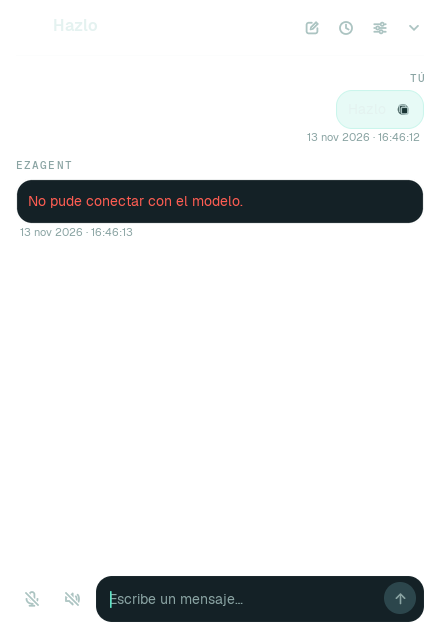 Hazlo
TÚ
Hazlo
13 nov 2026 · 16:46:12
EZAGENT
No pude conectar con el modelo.
13 nov 2026 · 16:46:13
Escribe un mensaje...